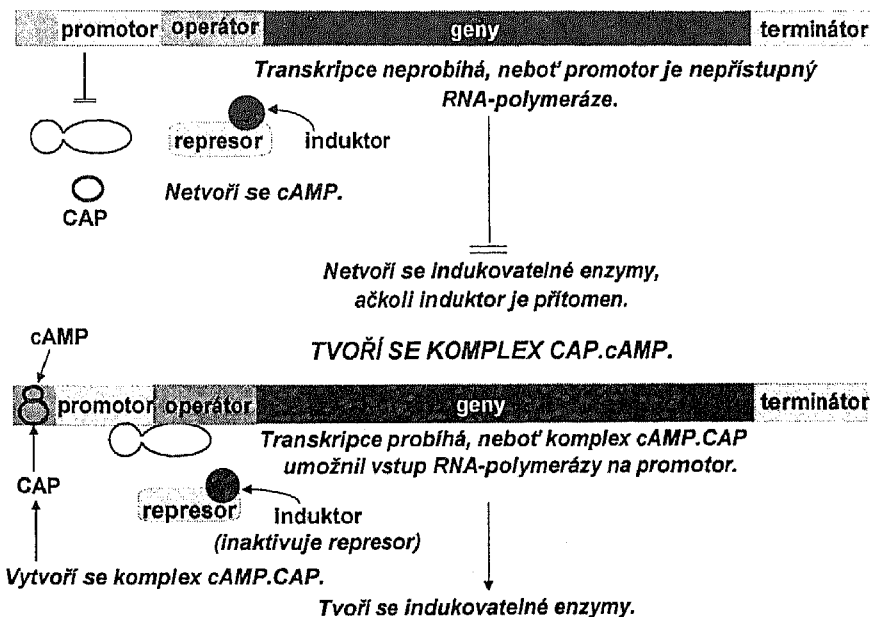 promotor operátor geny terminátor
Transkripce neprobíhá, neboť promotor je nepřístupný
RNA-polymeráze.
represor induktor
Netvoří se cAMP.
CAP
Netvoří se indukovatelné enzymy,
ačkoli induktor je přítomen.
cAMP
TVOŘÍ SE KOMPLEX CAP.cAMP.
promotor operátor geny terminátor
Transkripce probíhá, neboť komplex cAMP.CAP
umožnil vstup RNA-polymerázy na promotor.
CAP
represor induktor
(inaktivuje represor)
Vytvoří se komplex cAMP.CAP.
Tvoří se indukovatelné enzymy.